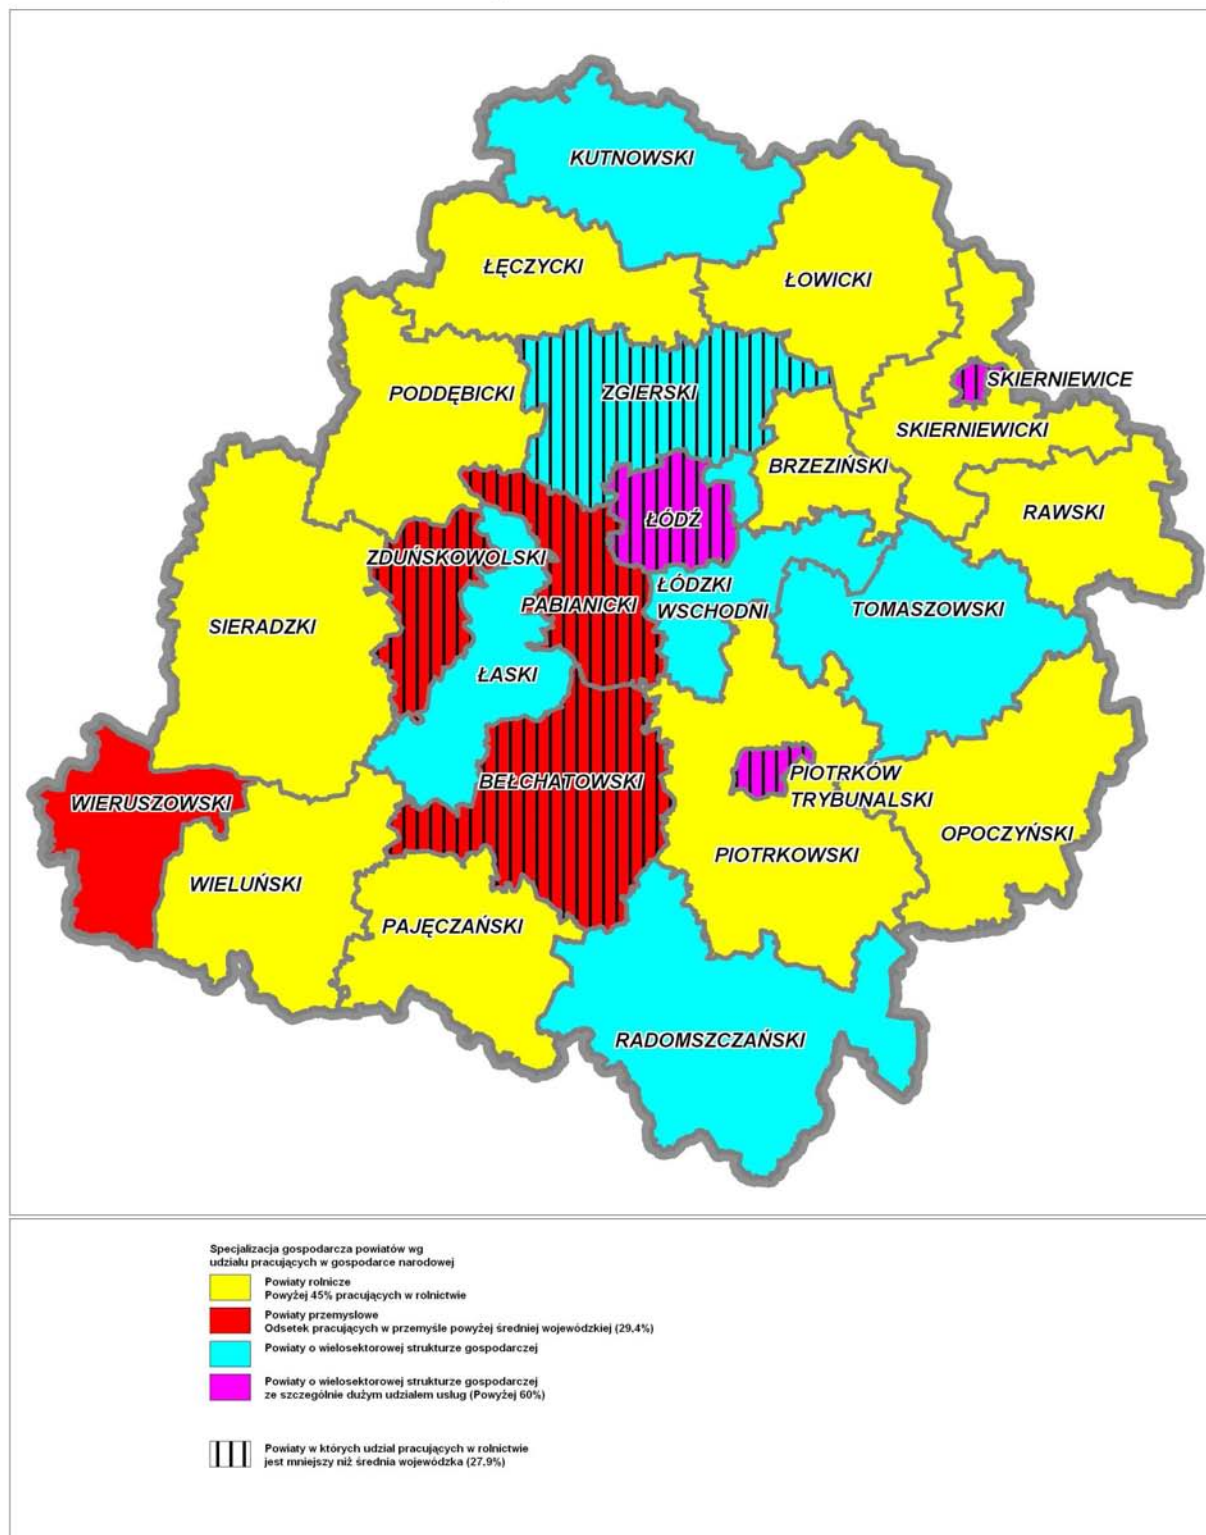 KUTNOWSKI
ŁĘCZYCKI
ŁOWICKI
PODDĘBICKI
ZGIERSKI
SKIERNIEWICE
SKIERNIEWICKI
BRZEZIŃSKI
RAWSKI
ŁÓDŹ
ZDUŃSKOWOLSKI
ŁÓDZKI
WSCHODNI
PABIANICKI
TOMASZOWSKI
SIERADZKI
ŁASKI
BEŁCHATOWSKI
PIOTRKÓW
TRYBUNALSKI
WIERUSZOWSKI
OPOCZYŃSKI
PIOTRKOWSKI
WIELUŃSKI
PAJĘCZAŃSKI
RADOMSZCZAŃSKI
Specjalizacja gospodarcza powiatów wg
udziału pracujących w gospodarce narodowej
Powiaty rolnicze
Powyżej 45% pracujących w rolnictwie
Powiaty przemysłowe
Odsetek pracujących w przemyśle powyżej średniej wojewódzkiej (29,4%)
Powiaty o wielosektorowej strukturze gospodarczej
Powiaty o wielosektorowej strukturze gospodarczej
ze szczególnie dużym udziałem usług (Powyżej 60%)
Powiaty w których udział pracujących w rolnictwie
jest mniejszy niż średnia wojewódzka (27,9%)